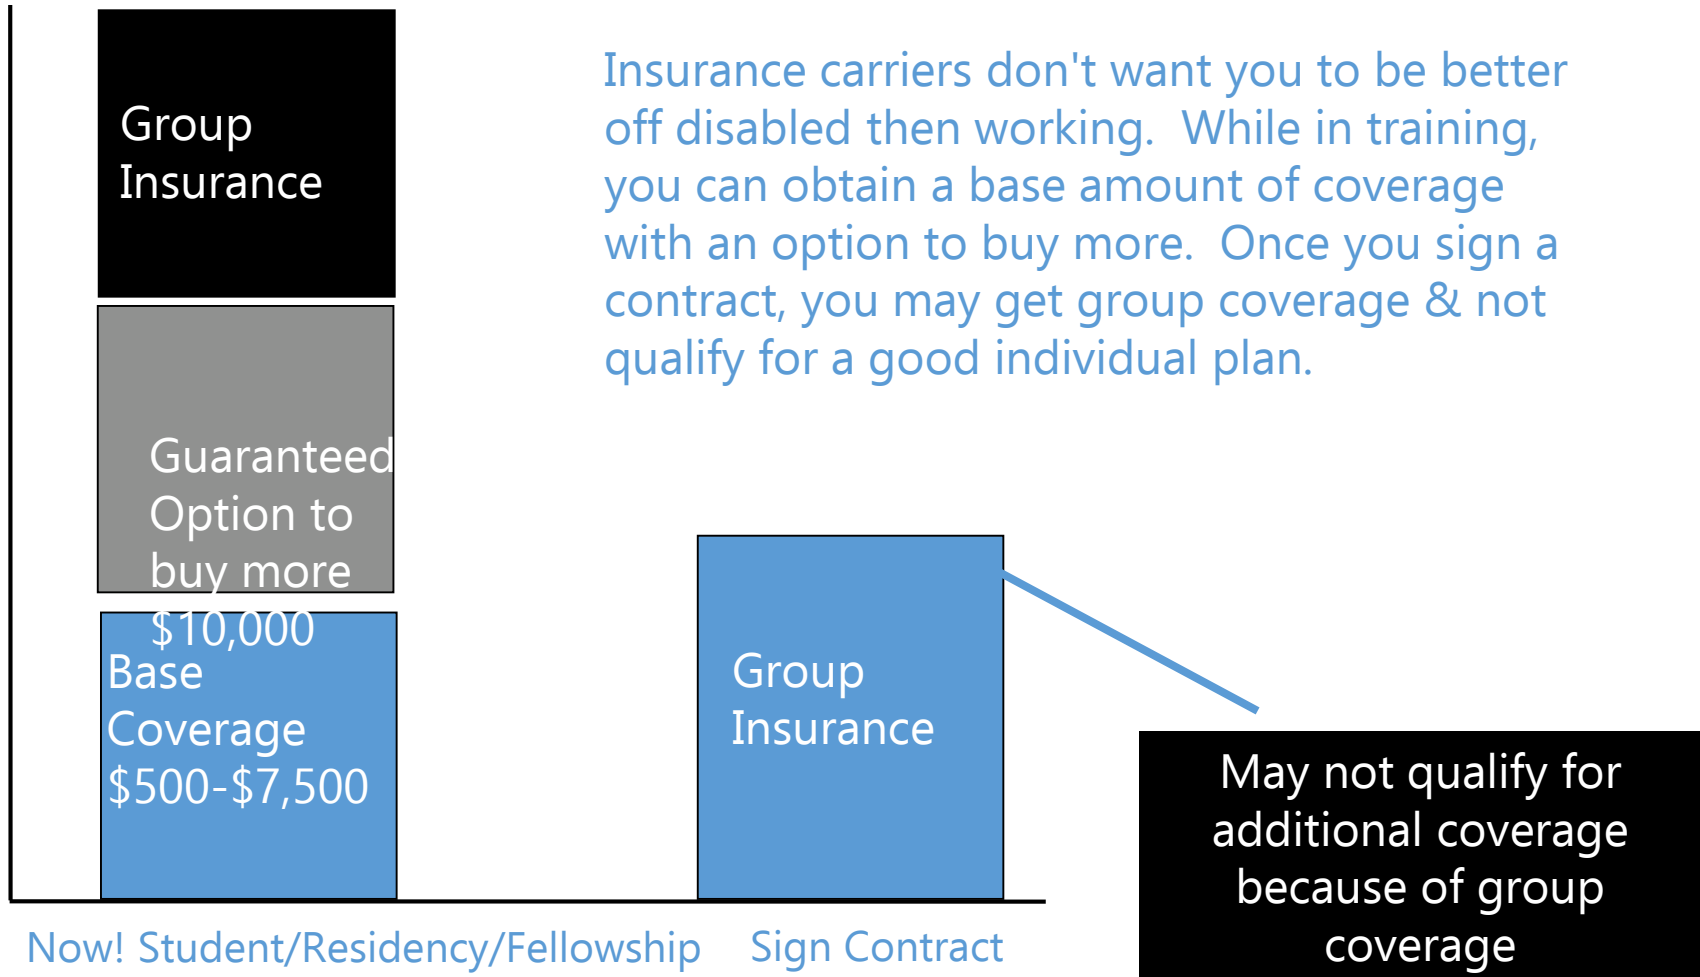 Group
Insurance
Insurance carriers don't want you to be better
off disabled then working.  While in training,
you can obtain a base amount of coverage
with an option to buy more.  Once you sign a
contract, you may get group coverage & not
qualify for a good individual plan.
Guaranteed
Option to
buy more
$10,000
Base
Coverage
$500-$7,500
Group
Insurance
May not qualify for
additional coverage
because of group
coverage
Now! Student/Residency/Fellowship
Sign Contract